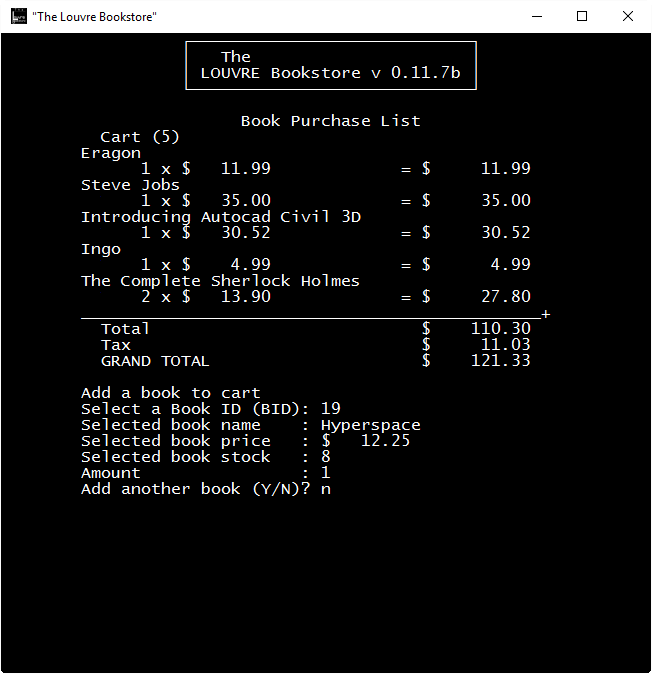 "The Louvre Bookstore"
The
LOUVRE Bookstore v 0.11.7b
Book Purchase List
Cart (5)
Eragon
1 x $ 11.99 = $ 11.99
Steve Jobs
1 x $ 35.00 = $ 35.00
Introducing Autocad Civil 3D
1 x $ 30.52 = $ 30.52
Ingo
1 x $ 4.99 = $ 4.99
The Complete Sherlock Holmes
2 x $ 13.90 = $ 27.80
______________________________________________+
Total $ 110.30
Tax $ 11.03
GRAND TOTAL $ 121.33
Add a book to cart
Select a Book ID (BID): 19
Selected book name : Hyperspace
Selected book price : $ 12.25
Selected book stock : 8
Amount : 1
Add another book (Y/N)? n